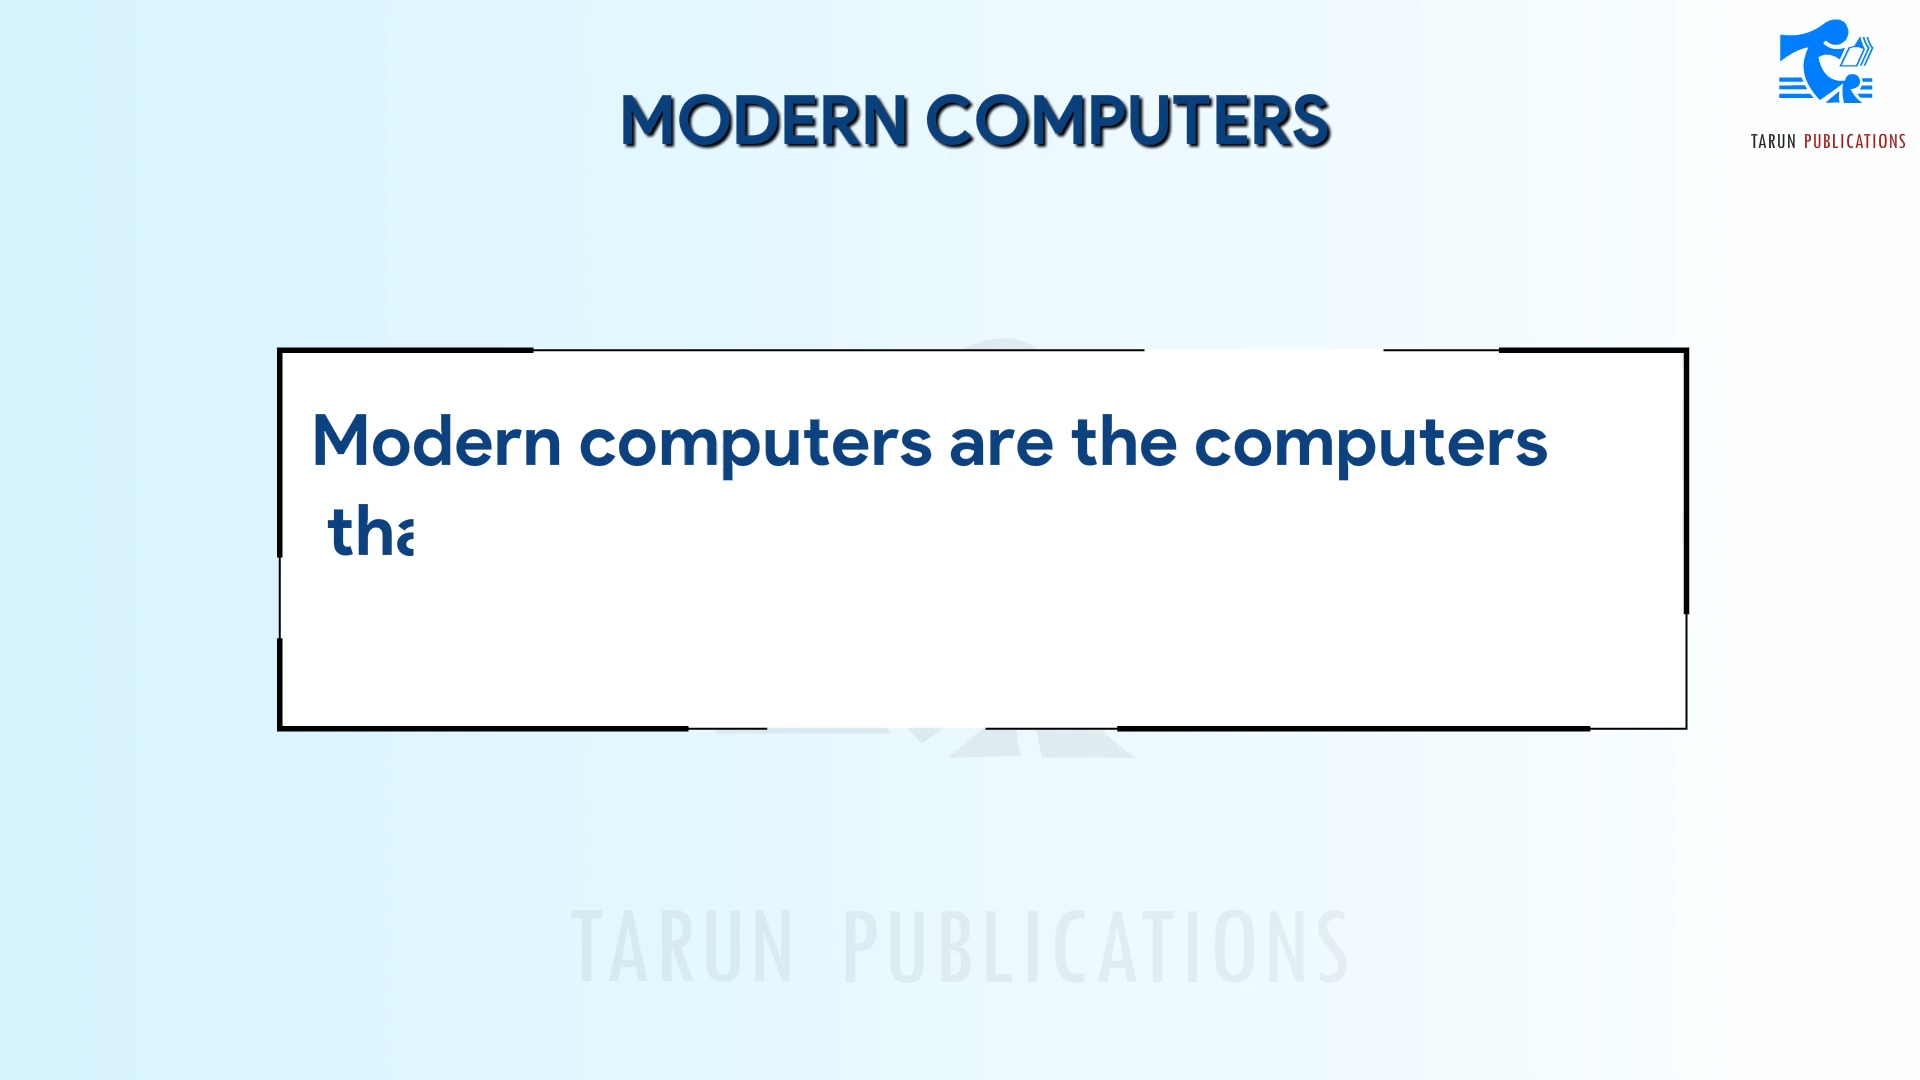 MODERN COMPUTERS
TARUN PUBLICATIONS
Modern computers are the computers
TARUN PUBLICATIONS